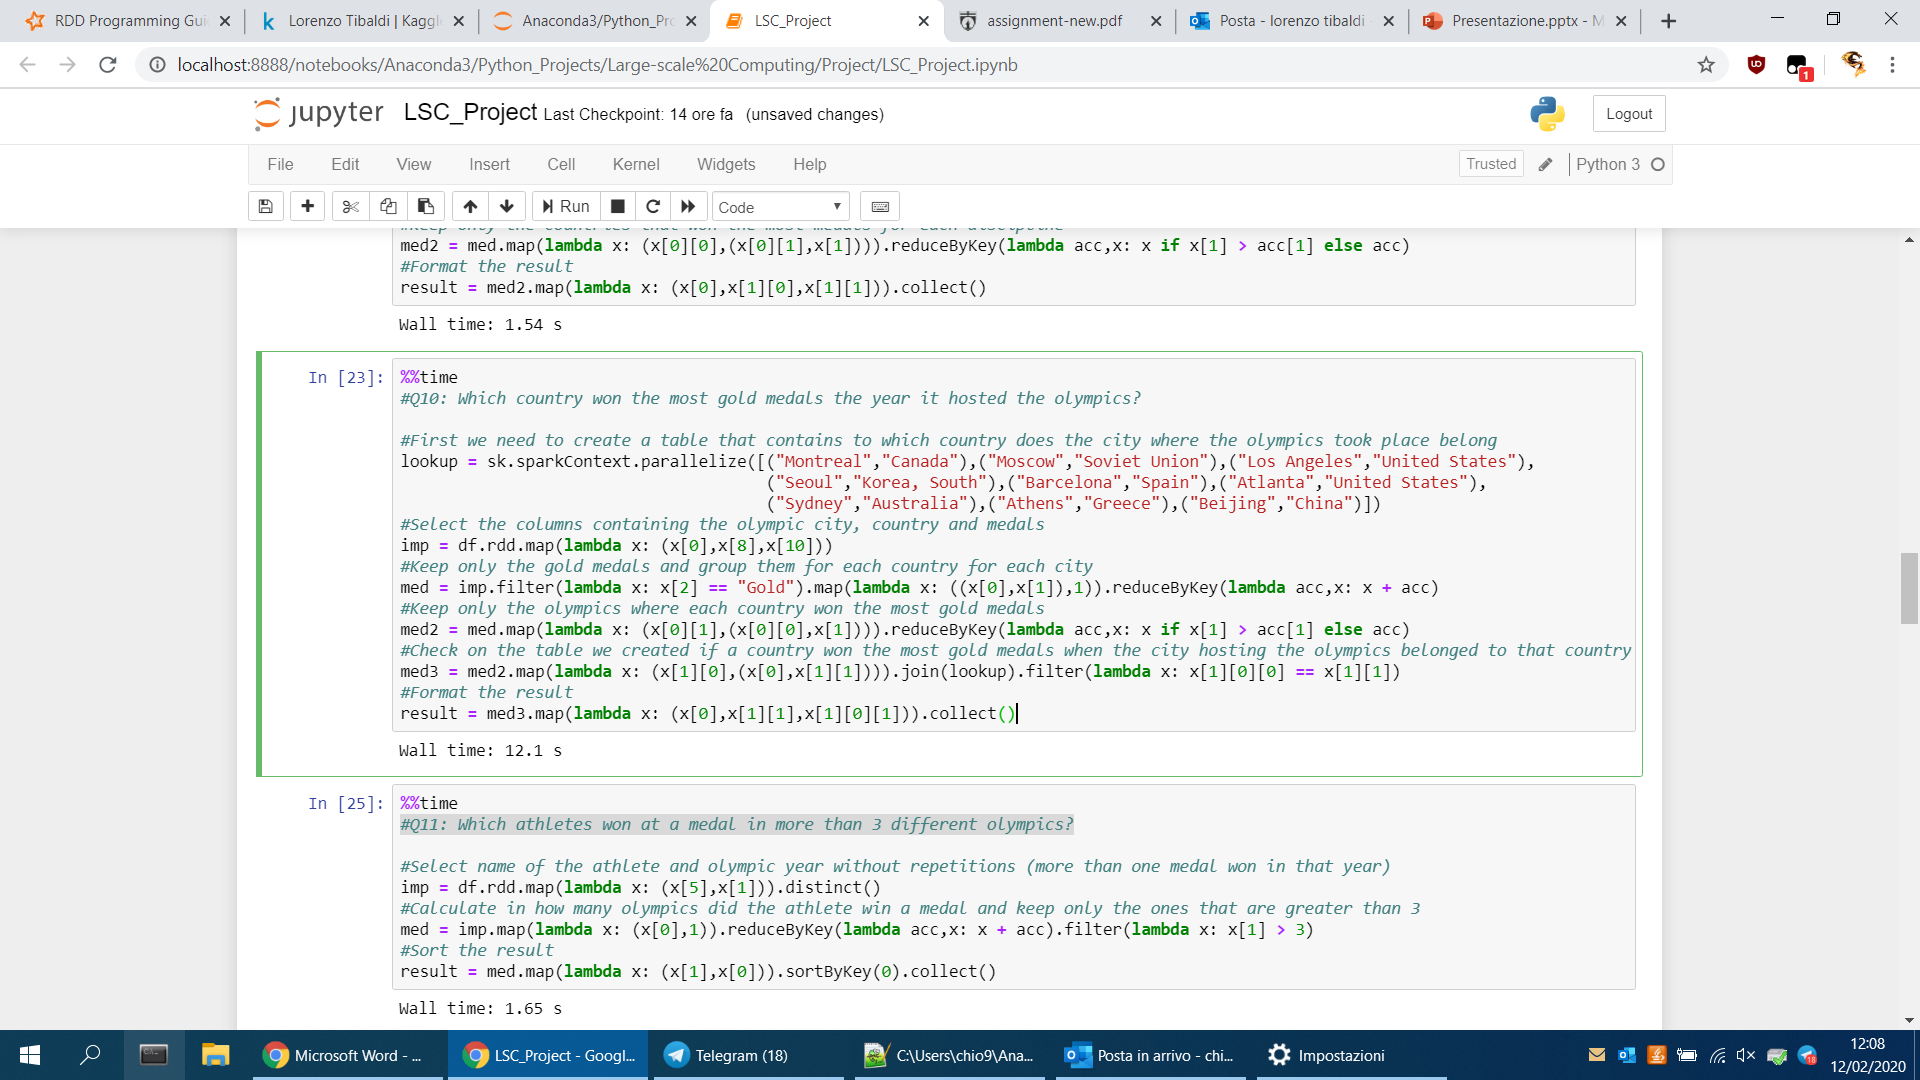 RDD Programming Gui
Lorenzo Tibaldi | Kaggl
Anaconda3/Python_Pro
LSC_Project
assignment-new.pdf
Posta - lorenzo tibaldi -
Presentazione.pptx - M
localhost:8888/notebooks/Anaconda3/Python_Projects/Large-scale%20Computing/Project/LSC_Project.ipynb
1
jupyter LSC_Project Last Checkpoint: 14 ore fa (unsaved changes)
Logout
File Edit View Insert Cell Kernel Widgets Help
Trusted Python 3
Run Code
#Keep only the countries that won the most medals for each discipline
med2 = med.map(lambda x: (x[0][0],(x[0][1],x[1]))).reduceByKey(lambda acc,x: x if x[1] > acc[1] else acc)
#Format the result
result = med2.map(lambda x: (x[0],x[1][0],x[1][1])).collect()
Wall time: 1.54 s
In [23]: %%time
#Q10: Which country won the most gold medals the year it hosted the olympics?
#First we need to create a table that contains to which country does the city where the olympics took place belong
lookup = sk.sparkContext.parallelize([("Montreal","Canada"),("Moscow","Soviet Union"),("Los Angeles","United States"),
("Seoul","Korea, South"),("Barcelona","Spain"),("Atlanta","United States"),
("Sydney","Australia"),("Athens","Greece"),("Beijing","China")])
#Select the columns containing the olympic city, country and medals
imp = df.rdd.map(lambda x: (x[0],x[8],x[10]))
#Keep only the gold medals and group them for each country for each city
med = imp.filter(lambda x: x[2] == "Gold").map(lambda x: ((x[0],x[1]),1)).reduceByKey(lambda acc,x: x + acc)
#Keep only the olympics where each country won the most gold medals
med2 = med.map(lambda x: (x[0][1],(x[0][0],x[1]))).reduceByKey(lambda acc,x: x if x[1] > acc[1] else acc)
#Check on the table we created if a country won the most gold medals when the city hosting the olympics belonged to that country
med3 = med2.map(lambda x: (x[1][0],(x[0],x[1][1]))).join(lookup).filter(lambda x: x[1][0][0] == x[1][1])
#Format the result
result = med3.map(lambda x: (x[0],x[1][1],x[1][0][1])).collect()
Wall time: 12.1 s
In [25]: %%time
#Q11: Which athletes won at a medal in more than 3 different olympics?
#Select name of the athlete and olympic year without repetitions (more than one medal won in that year)
imp = df.rdd.map(lambda x: (x[5],x[1])).distinct()
#Calculate in how many olympics did the athlete win a medal and keep only the ones that are greater than 3
med = imp.map(lambda x: (x[0],1)).reduceByKey(lambda acc,x: x + acc).filter(lambda x: x[1] > 3)
#Sort the result
result = med.map(lambda x: (x[1],x[0])).sortByKey(0).collect()
Wall time: 1.65 s
Microsoft Word - ...
LSC_Project - Googl...
Telegram (18)
C:\Users\chio9\Ana...
Posta in arrivo - chi...
Impostazioni
12:08
12/02/2020